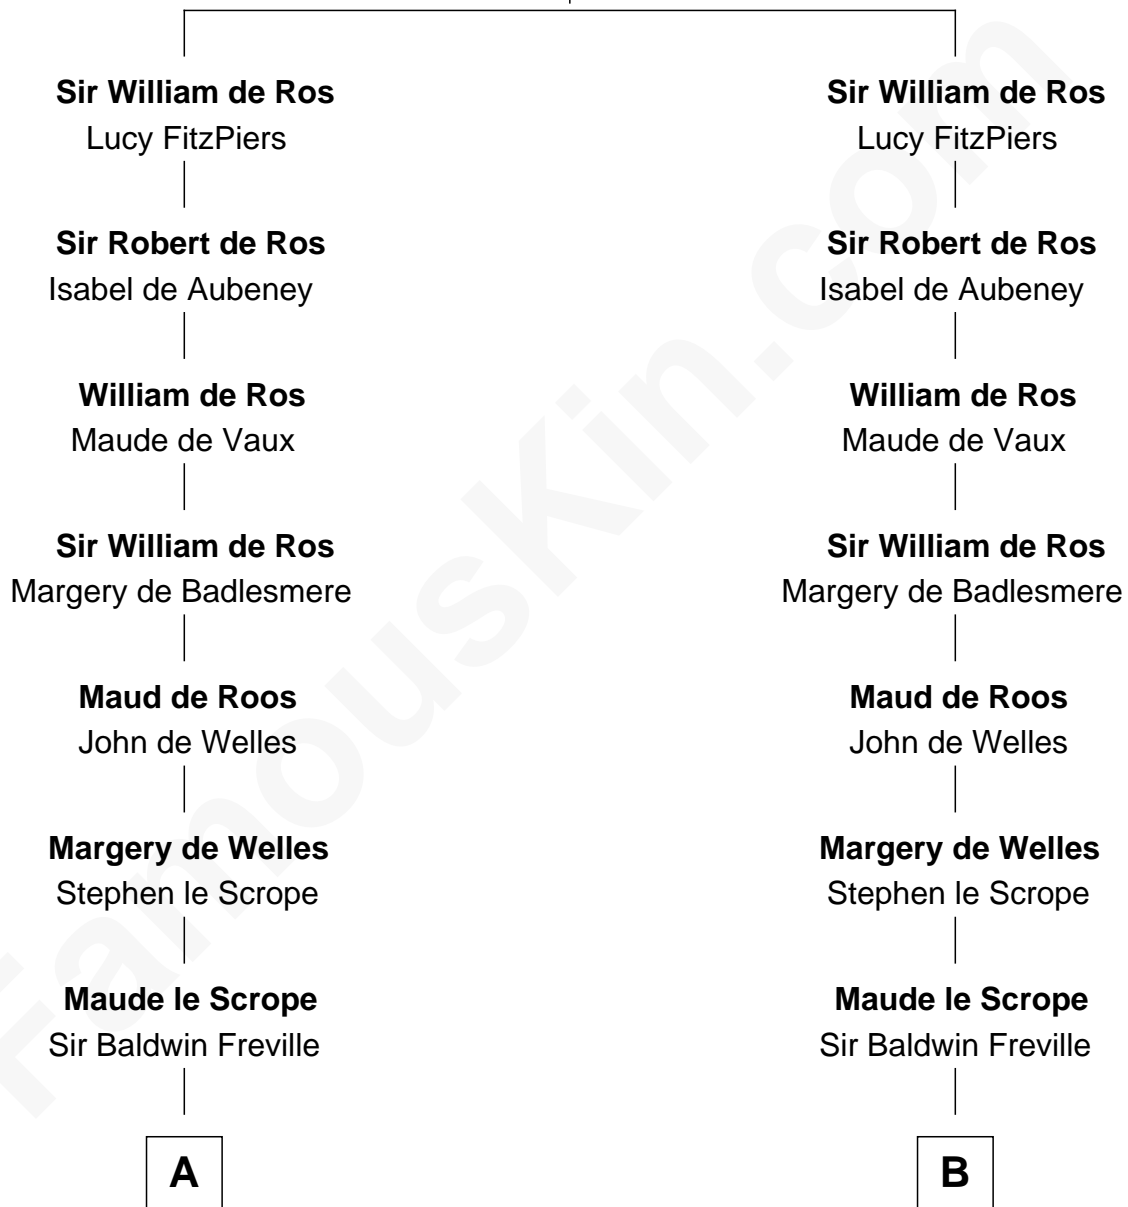 Sir William de Ros
Lucy FitzPiers
Sir Robert de Ros
Isabel de Aubeney
William de Ros
Maude de Vaux
Sir William de Ros
Margery de Badlesmere
Maud de Roos
John de Welles
Margery de Welles
Stephen le Scrope
Maude le Scrope
Sir Baldwin Freville
A
Sir William de Ros
Lucy FitzPiers
Sir Robert de Ros
Isabel de Aubeney
William de Ros
Maude de Vaux
Sir William de Ros
Margery de Badlesmere
Maud de Roos
John de Welles
Margery de Welles
Stephen le Scrope
Maude le Scrope
Sir Baldwin Freville
B
FamousKin.com